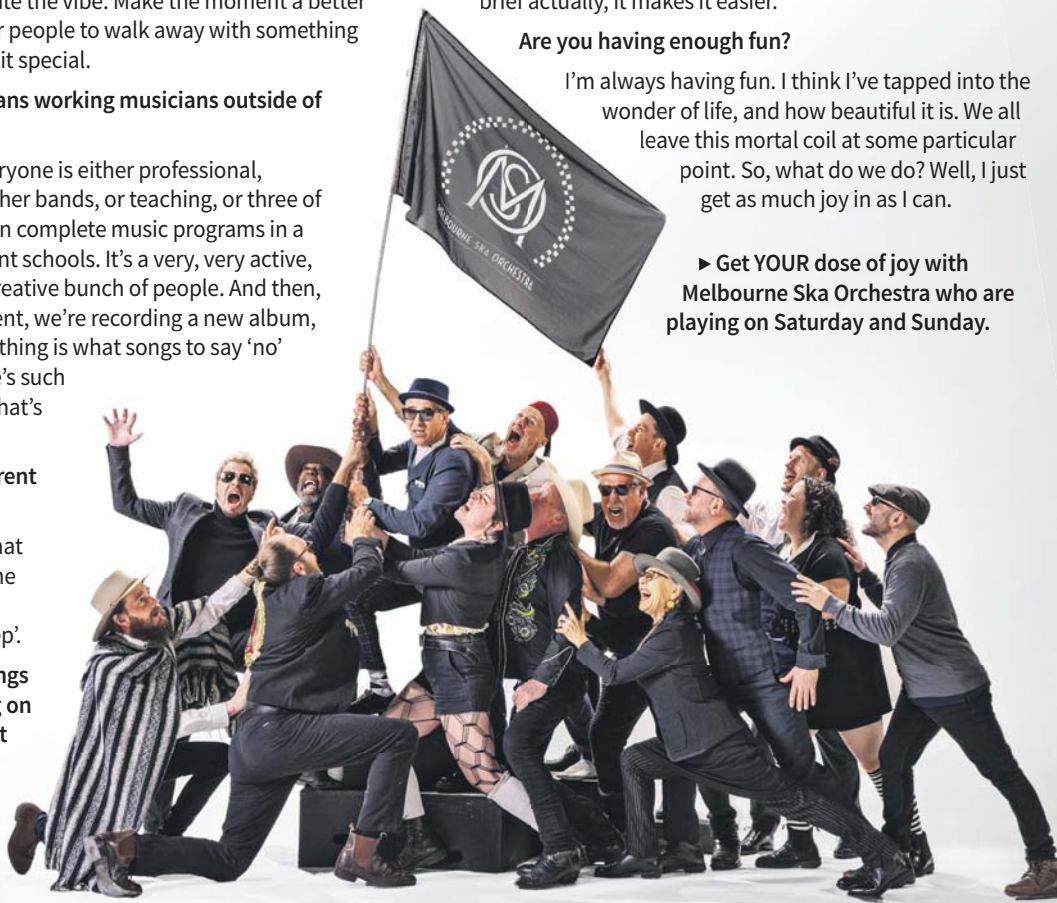 ate the vibe. Make the moment a better
r people to walk away with something
it special.
ans working musicians outside of
eryone is either professional,
her bands, or teaching, or three of
n complete music programs in a
nt schools. It's a very, very active,
reative bunch of people. And then,
ent, we're recording a new album,
thing is what songs to say 'no'
e's such
hat's
rent
hat
ne
ep'.
ngs
g on
t
brief actually, it makes it easier.
Are you having enough fun?
I'm always having fun. I think I've tapped into the
wonder of life, and how beautiful it is. We all
leave this mortal coil at some particular
point. So, what do we do? Well, I just
get as much joy in as I can.
▶ Get YOUR dose of joy with
Melbourne Ska Orchestra who are
playing on Saturday and Sunday.
MSO
MELBOURNE SKA ORCHESTRA